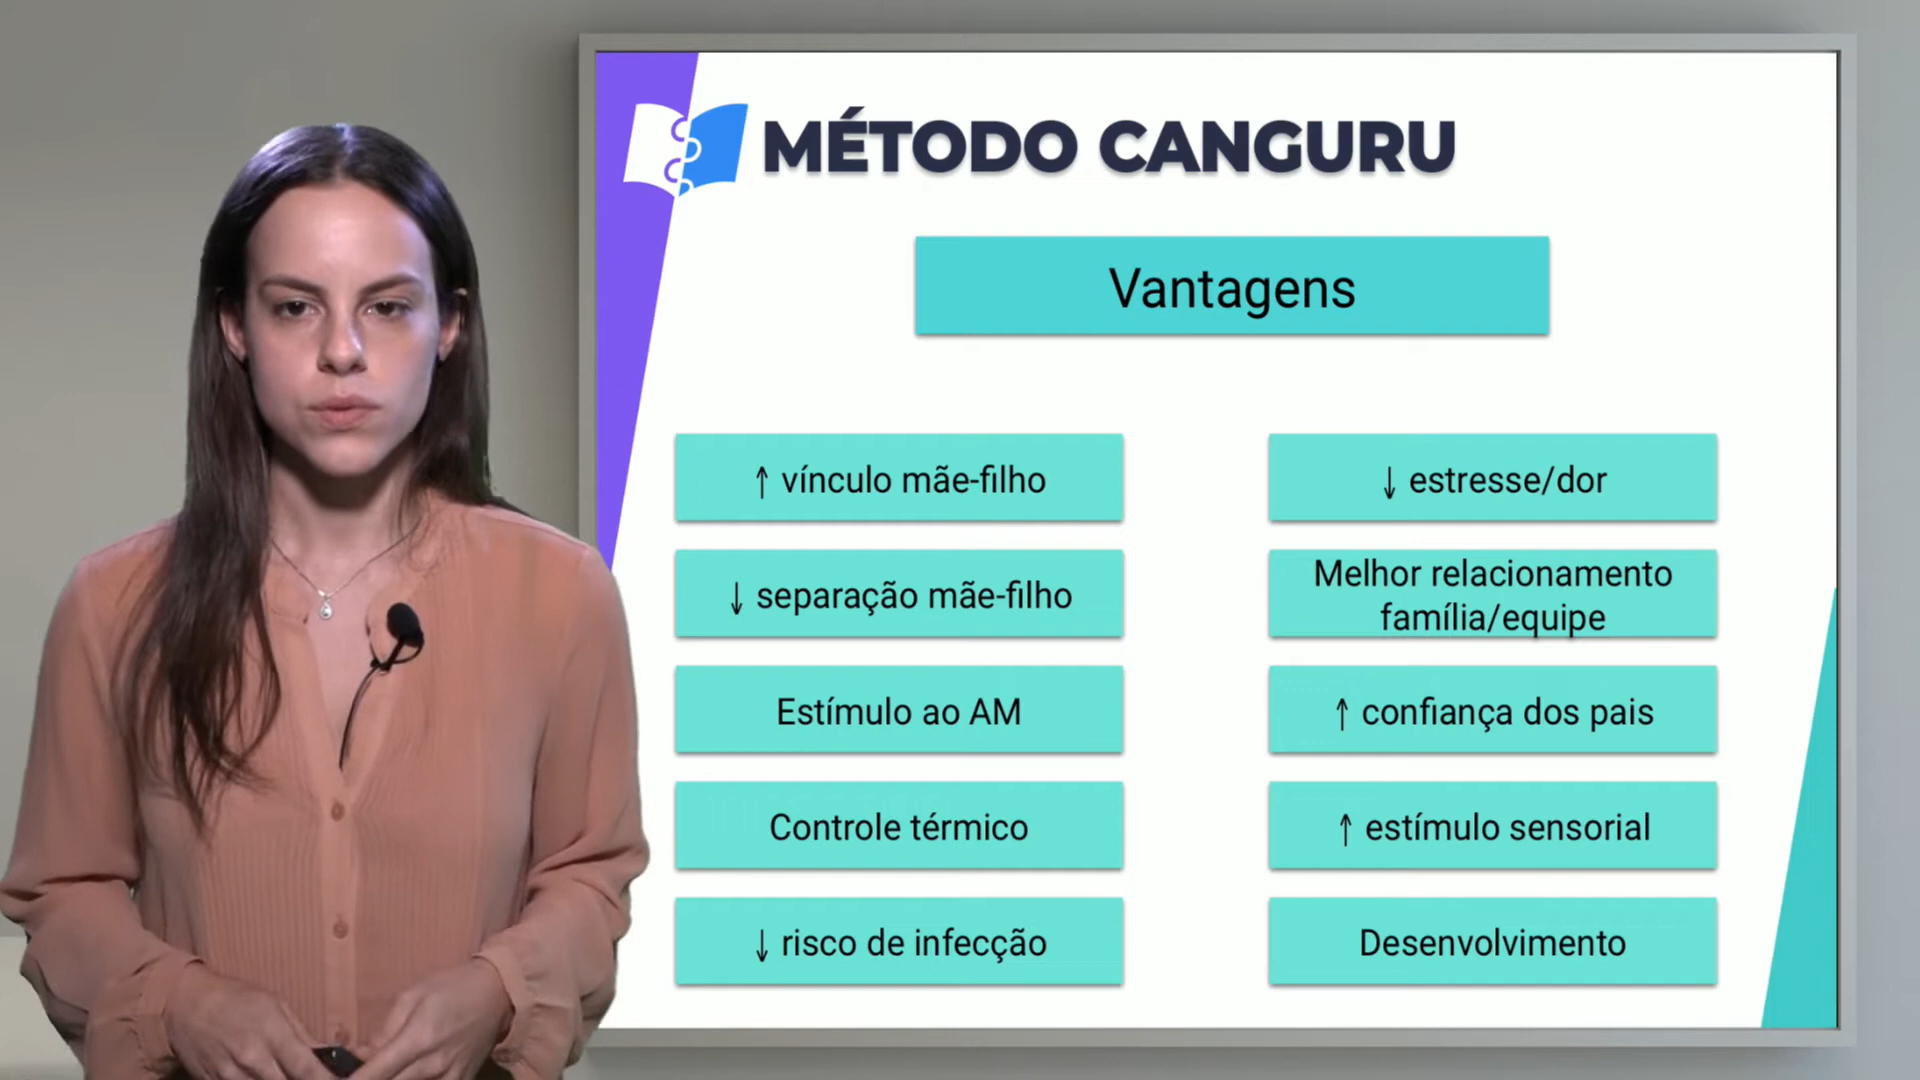 MÉTODO CANGURU
Vantagens
↑ vínculo mãe-filho
↓ separação mãe-filho
Estímulo ao AM
Controle térmico
↓ risco de infecção
↓ estresse/dor
Melhor relacionamento
família/equipe
↑ confiança dos pais
↑ estímulo sensorial
Desenvolvimento